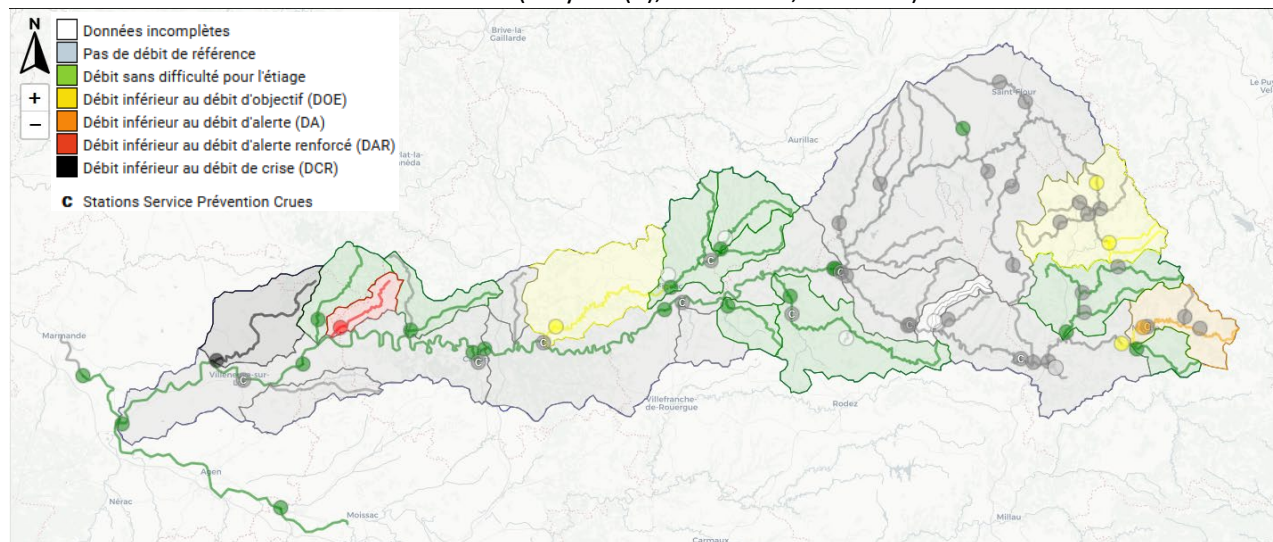 N
+
−
Données incomplètes
Pas de débit de référence
Débit sans difficulté pour l'étiage
Débit inférieur au débit d'objectif (DOE)
Débit inférieur au débit d'alerte (DA)
Débit inférieur au débit d'alerte renforcé (DAR)
Débit inférieur au débit de crise (DCR)
C Stations Service Prévention Crues
Brive-la-
Gaillarde
Le Puy
Saint-Flour
Aurillac
Marmande
C
C
C
C
C
C
C
C
Villefranche-
de-Rouergue
Rodez
Agen
Nérac
Moissac
Millau
Carmaux